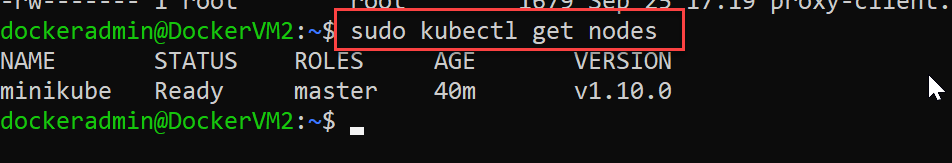 -rw------- 1 root     root     1679 Sep 25 17:19 proxy-client.
dockeradmin@DockerVM2:~$ sudo kubectl get nodes
NAME       STATUS    ROLES     AGE       VERSION
minikube   Ready     master    40m       v1.10.0
dockeradmin@DockerVM2:~$